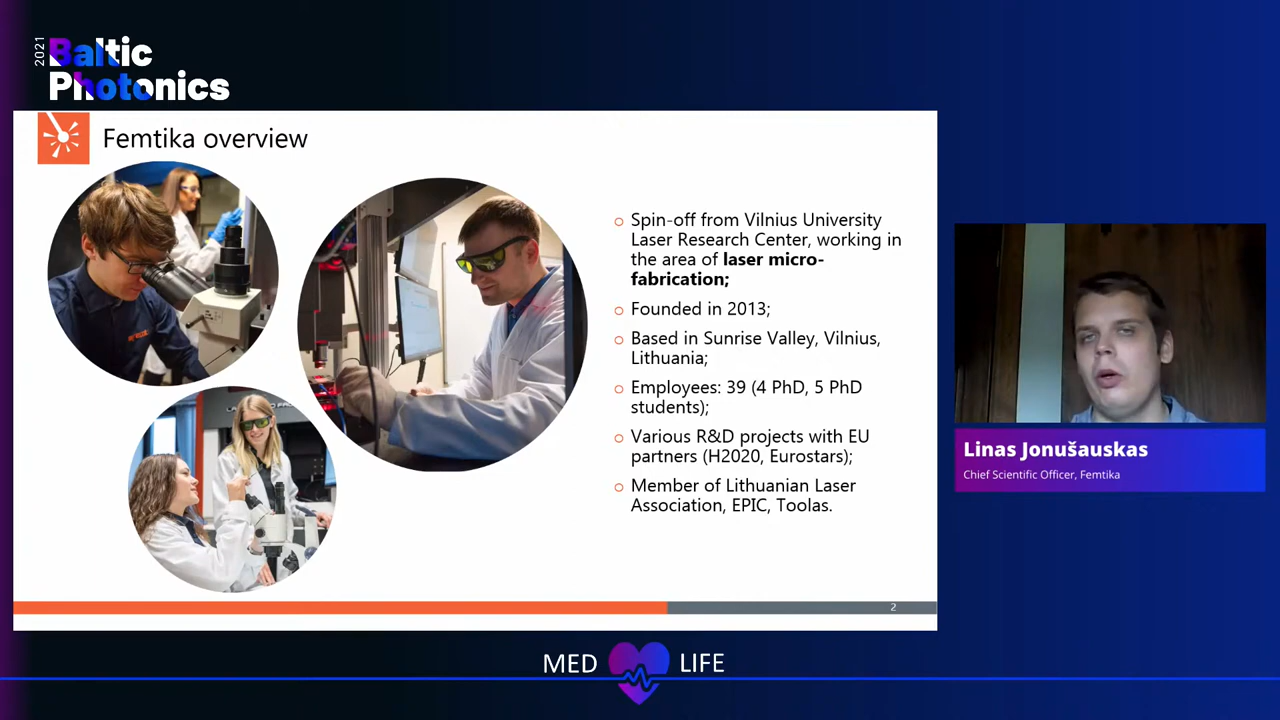 2021
Baltic
Photonics
Femtika overview
Spin-off from Vilnius University
Laser Research Center, working in
the area of laser micro-
fabrication;
Founded in 2013;
Based in Sunrise Valley, Vilnius,
Lithuania;
Employees: 39 (4 PhD, 5 PhD
students);
Various R&D projects with EU
partners (H2020, Eurostars);
Member of Lithuanian Laser
Association, EPIC, Toolas.
2
Linas Jonušauskas
Chief Scientific Officer, Femtika
MED LIFE